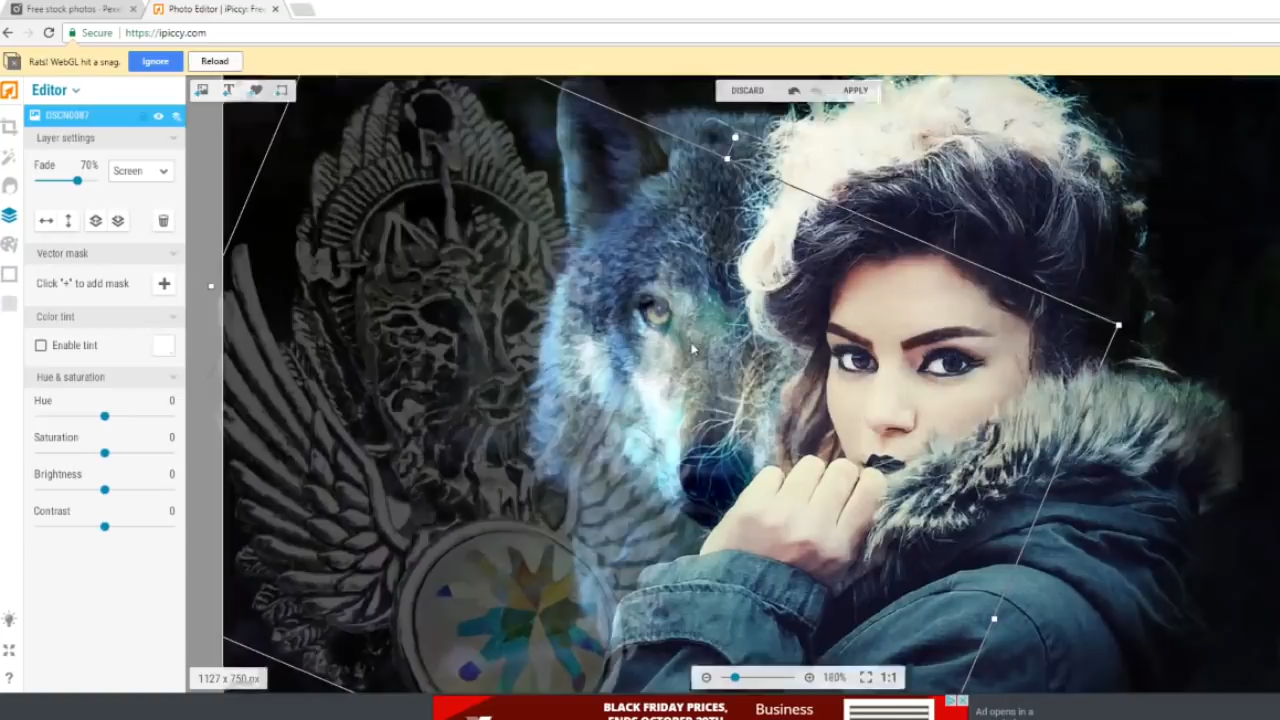 Free stock photos · Pexe
Photo Editor | iPiccy: Free
Secure
https://ipiccy.com
Rats! WebGL hit a snag.
Ignore
Reload
Editor
DSCN0087
Layer settings
Fade 70% Screen
Vector mask
Click "+" to add mask
Color tint
Enable tint
Hue & saturation
Hue 0
Saturation 0
Brightness 0
Contrast 0
DISCARD
APPLY
1127 x 750 px
180%
1:1
BLACK FRIDAY PRICES,
ENDS OCTOBER 29TH
Business
Ad opens in a